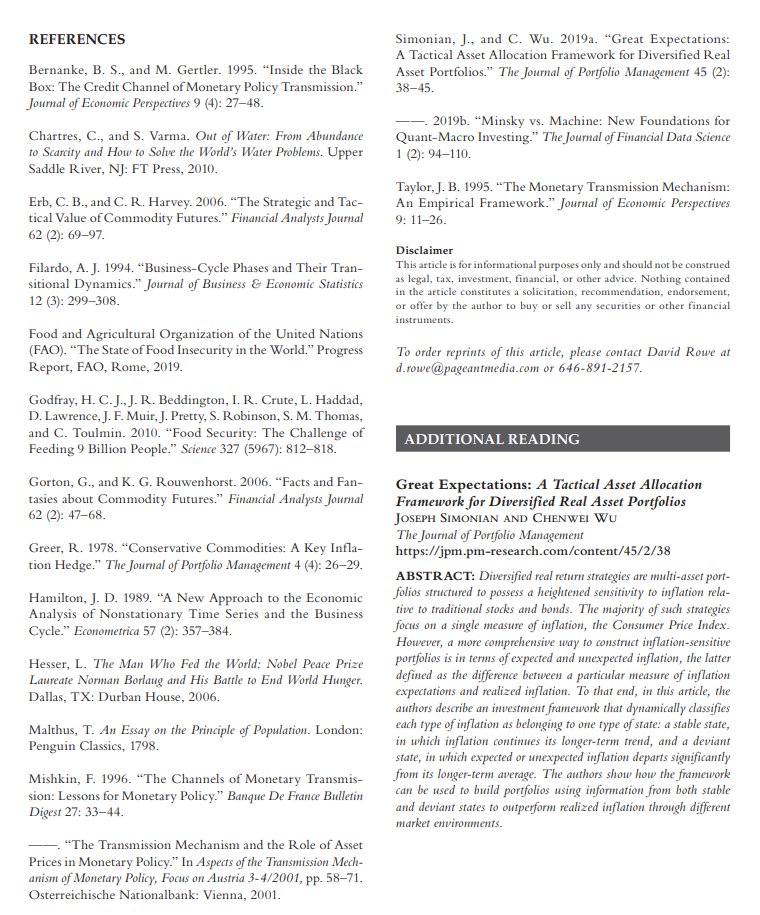 REFERENCES
Bernanke, B. S., and M. Gertler. 1995. “Inside the Black
Box: The Credit Channel of Monetary Policy Transmission.”
Journal of Economic Perspectives 9 (4): 27–48.
Chartres, C., and S. Varma. Out of Water: From Abundance
to Scarcity and How to Solve the World’s Water Problems. Upper
Saddle River, NJ: FT Press, 2010.
Erb, C. B., and C. R. Harvey. 2006. “The Strategic and Tac-
tical Value of Commodity Futures.” Financial Analysts Journal
62 (2): 69–97.
Filardo, A. J. 1994. “Business-Cycle Phases and Their Tran-
sitional Dynamics.” Journal of Business & Economic Statistics
12 (3): 299–308.
Food and Agricultural Organization of the United Nations
(FAO). “The State of Food Insecurity in the World.” Progress
Report, FAO, Rome, 2019.
Godfray, H. C. J., J. R. Beddington, I. R. Crute, L. Haddad,
D. Lawrence, J. F. Muir, J. Pretty, S. Robinson, S. M. Thomas,
and C. Toulmin. 2010. “Food Security: The Challenge of
Feeding 9 Billion People.” Science 327 (5967): 812–818.
Gorton, G., and K. G. Rouwenhorst. 2006. “Facts and Fan-
tasies about Commodity Futures.” Financial Analysts Journal
62 (2): 47–68.
Greer, R. 1978. “Conservative Commodities: A Key Infla-
tion Hedge.” The Journal of Portfolio Management 4 (4): 26–29.
Hamilton, J. D. 1989. “A New Approach to the Economic
Analysis of Nonstationary Time Series and the Business
Cycle.” Econometrica 57 (2): 357–384.
Hesser, L. The Man Who Fed the World: Nobel Peace Prize
Laureate Norman Borlaug and His Battle to End World Hunger.
Dallas, TX: Durban House, 2006.
Malthus, T. An Essay on the Principle of Population. London:
Penguin Classics, 1798.
Mishkin, F. 1996. “The Channels of Monetary Transmis-
sion: Lessons for Monetary Policy.” Banque De France Bulletin
Digest 27: 33–44.
——. “The Transmission Mechanism and the Role of Asset
Prices in Monetary Policy.” In Aspects of the Transmission Mech-
anism of Monetary Policy, Focus on Austria 3-4/2001, pp. 58–71.
Osterreichische Nationalbank: Vienna, 2001.
Simonian, J., and C. Wu. 2019a. “Great Expectations:
A Tactical Asset Allocation Framework for Diversified Real
Asset Portfolios.” The Journal of Portfolio Management 45 (2):
38–45.
——. 2019b. “Minsky vs. Machine: New Foundations for
Quant-Macro Investing.” The Journal of Financial Data Science
1 (2): 94–110.
Taylor, J. B. 1995. “The Monetary Transmission Mechanism:
An Empirical Framework.” Journal of Economic Perspectives
9: 11–26.
Disclaimer
This article is for informational purposes only and should not be construed
as legal, tax, investment, financial, or other advice. Nothing contained
in the article constitutes a solicitation, recommendation, endorsement,
or offer by the author to buy or sell any securities or other financial
instruments.
To order reprints of this article, please contact David Rowe at
d.rowe@pageantmedia.com or 646-891-2157.
ADDITIONAL READING
Great Expectations: A Tactical Asset Allocation
Framework for Diversified Real Asset Portfolios
JOSEPH SIMONIAN AND CHENWEI WU
The Journal of Portfolio Management
https://jpm.pm-research.com/content/45/2/38
ABSTRACT: Diversified real return strategies are multi-asset port-
folios structured to possess a heightened sensitivity to inflation rela-
tive to traditional stocks and bonds. The majority of such strategies
focus on a single measure of inflation, the Consumer Price Index.
However, a more comprehensive way to construct inflation-sensitive
portfolios is in terms of expected and unexpected inflation, the latter
defined as the difference between a particular measure of inflation
expectations and realized inflation. To that end, in this article, the
authors describe an investment framework that dynamically classifies
each type of inflation as belonging to one type of state: a stable state,
in which inflation continues its longer-term trend, and a deviant
state, in which expected or unexpected inflation departs significantly
from its longer-term average. The authors show how the framework
can be used to build portfolios using information from both stable
and deviant states to outperform realized inflation through different
market environments.